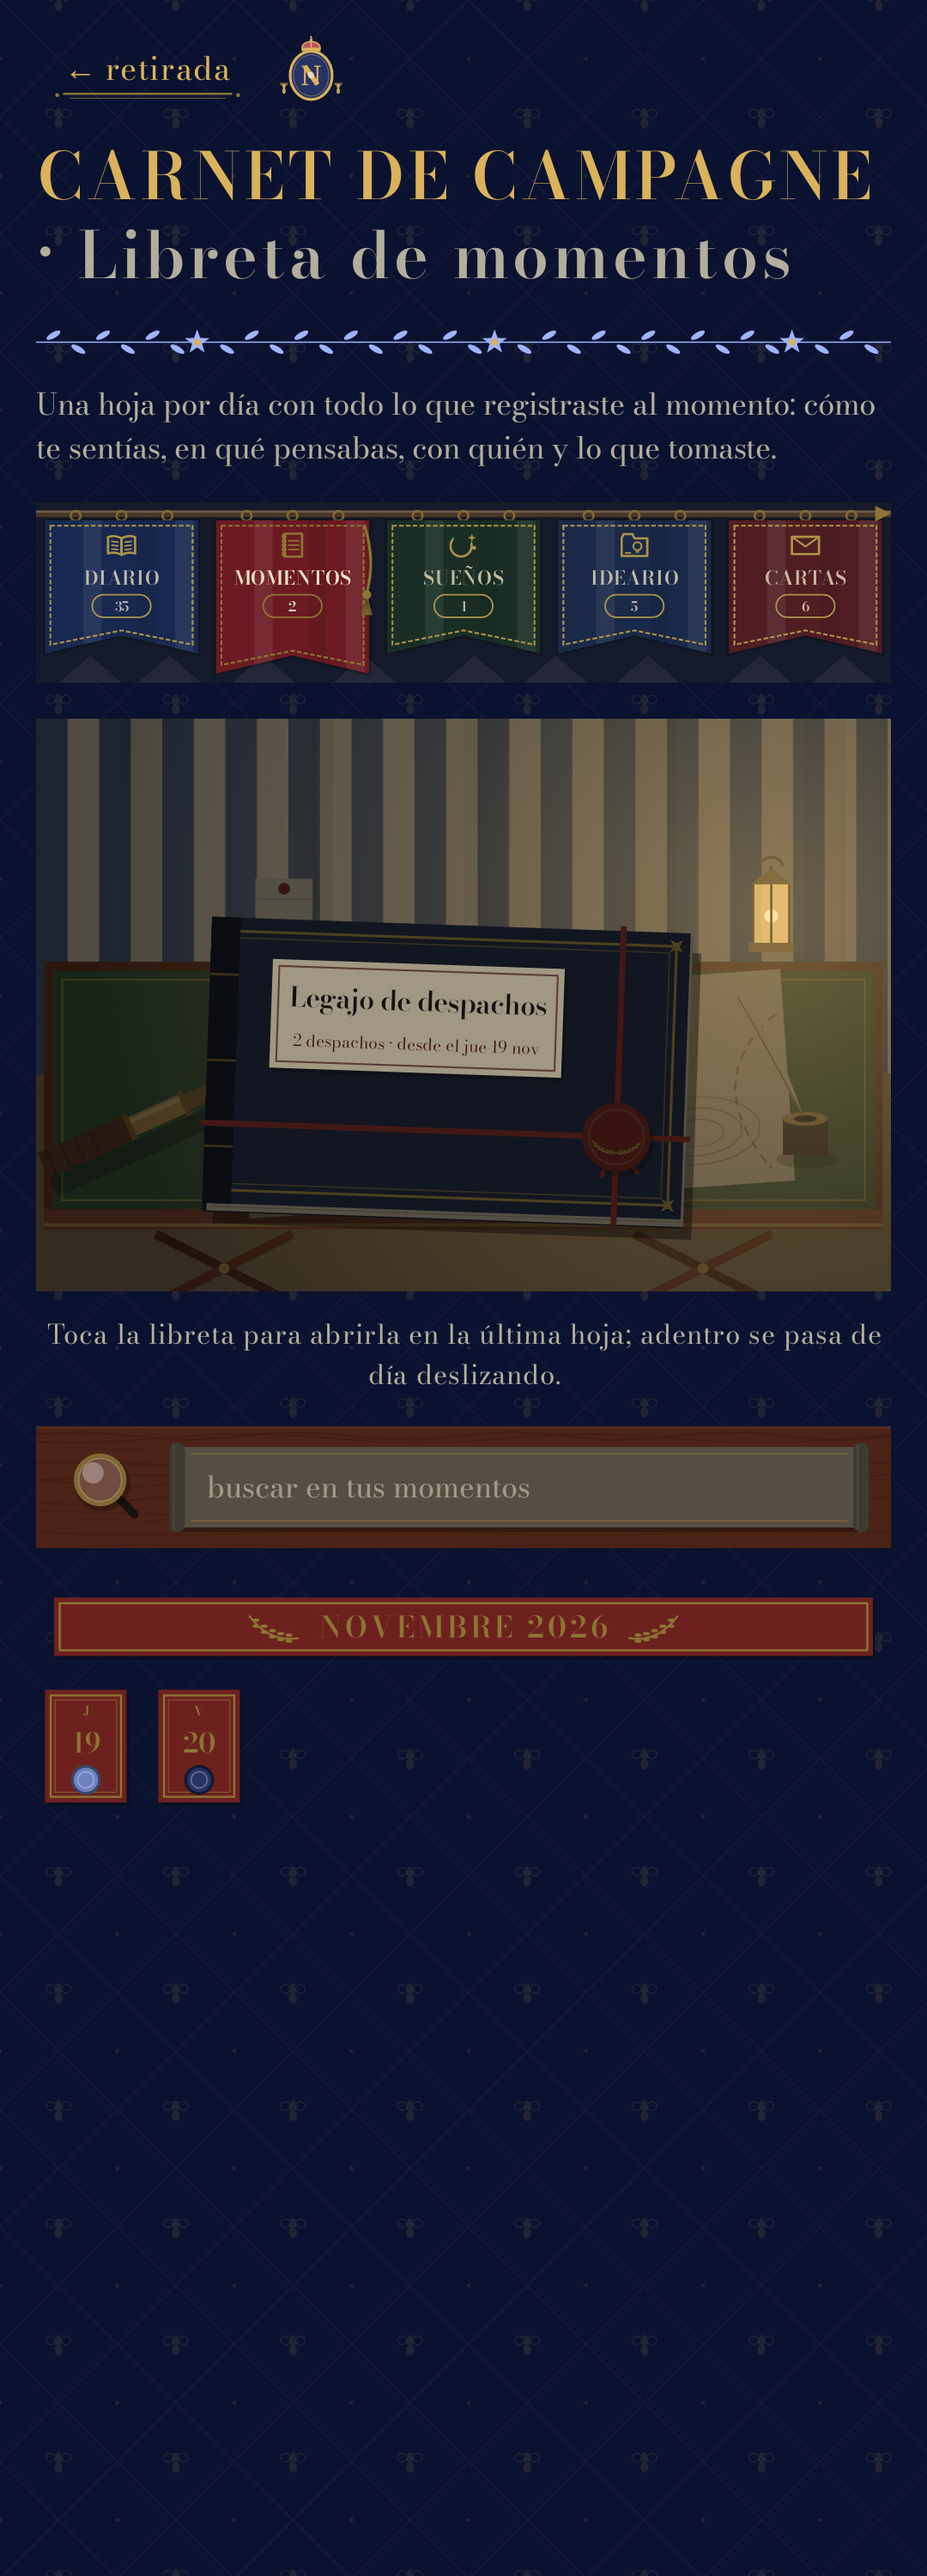 ← retirada
N
CARNET DE CAMPAGNE
· Libreta de momentos
Una hoja por día con todo lo que registraste al momento: cómo
te sentías, en qué pensabas, con quién y lo que tomaste.
DIARIO
35
MOMENTOS
2
SUEÑOS
1
IDEARIO
5
CARTAS
6
Legajo de despachos
2 despachos · desde el jue 19 nov
Toca la libreta para abrirla en la última hoja; adentro se pasa de
día deslizando.
buscar en tus momentos
NOVEMBRE 2026
J
19
V
20